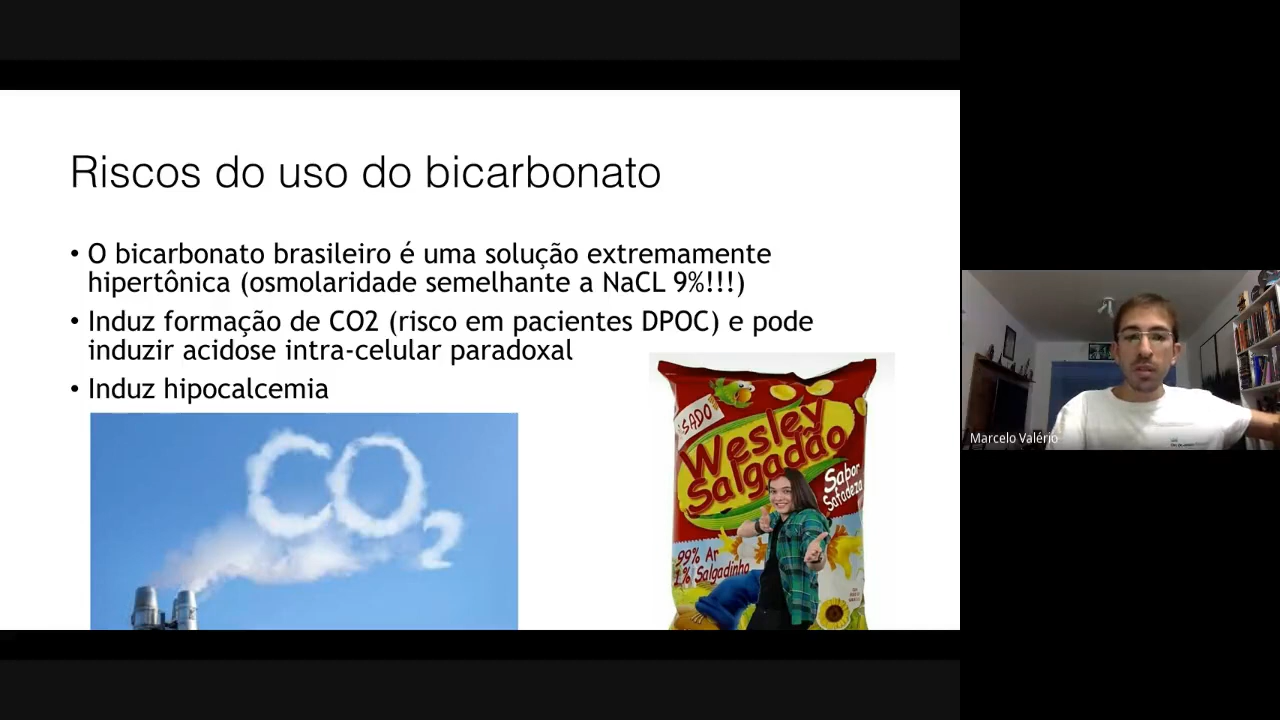 Riscos do uso do bicarbonato
• O bicarbonato brasileiro é uma solução extremamente
hipertônica (osmolaridade semelhante a NaCL 9%!!!)
• Induz formação de CO2 (risco em pacientes DPOC) e pode
induzir acidose intra-celular paradoxal
• Induz hipocalcemia
CO2
SADO
Wesley
Salgadão
Sabor
Safadeza
99% Ar
1% Salgadinho
Marcelo Valério